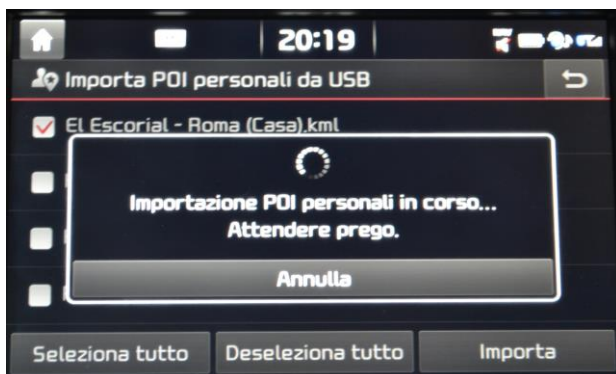 20:19
Importa POI personali da USB
El Escorial - Roma (Casa).kml
Importazione POI personali in corso...
Attendere prego.
Annulla
Seleziona tutto
Deseleziona tutto
Importa